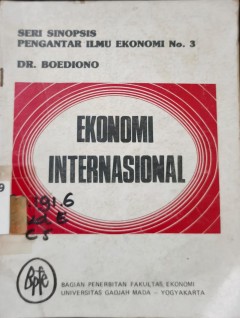 SERI SINOPSIS
PENGANTAR ILMU EKONOMI No. 3
DR. BOEDIONO
EKONOMI
INTERNASIONAL
Bpfe
BAGIAN PENERBITAN FAKULTAS EKONOMI
UNIVERSITAS GADJAH MADA - YOGYAKARTA